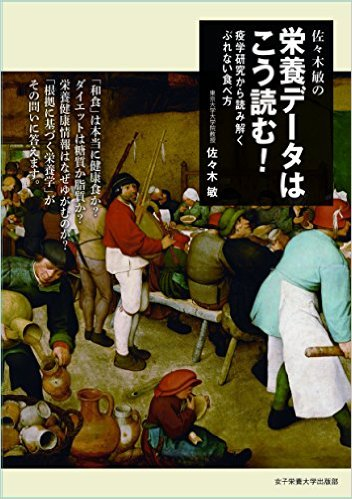 佐々木敏の
栄養データは
こう読む!
疫学研究から読み解く
ぶれない食べ方
東京大学大学院教授
佐々木 敏
「和食」は本当に健康食か?
ダイエットは糖質か脂質か?
栄養健康情報はなぜゆがむのか?
「根拠に基づく栄養学」が
その問いに答えます。
女子栄養大学出版部